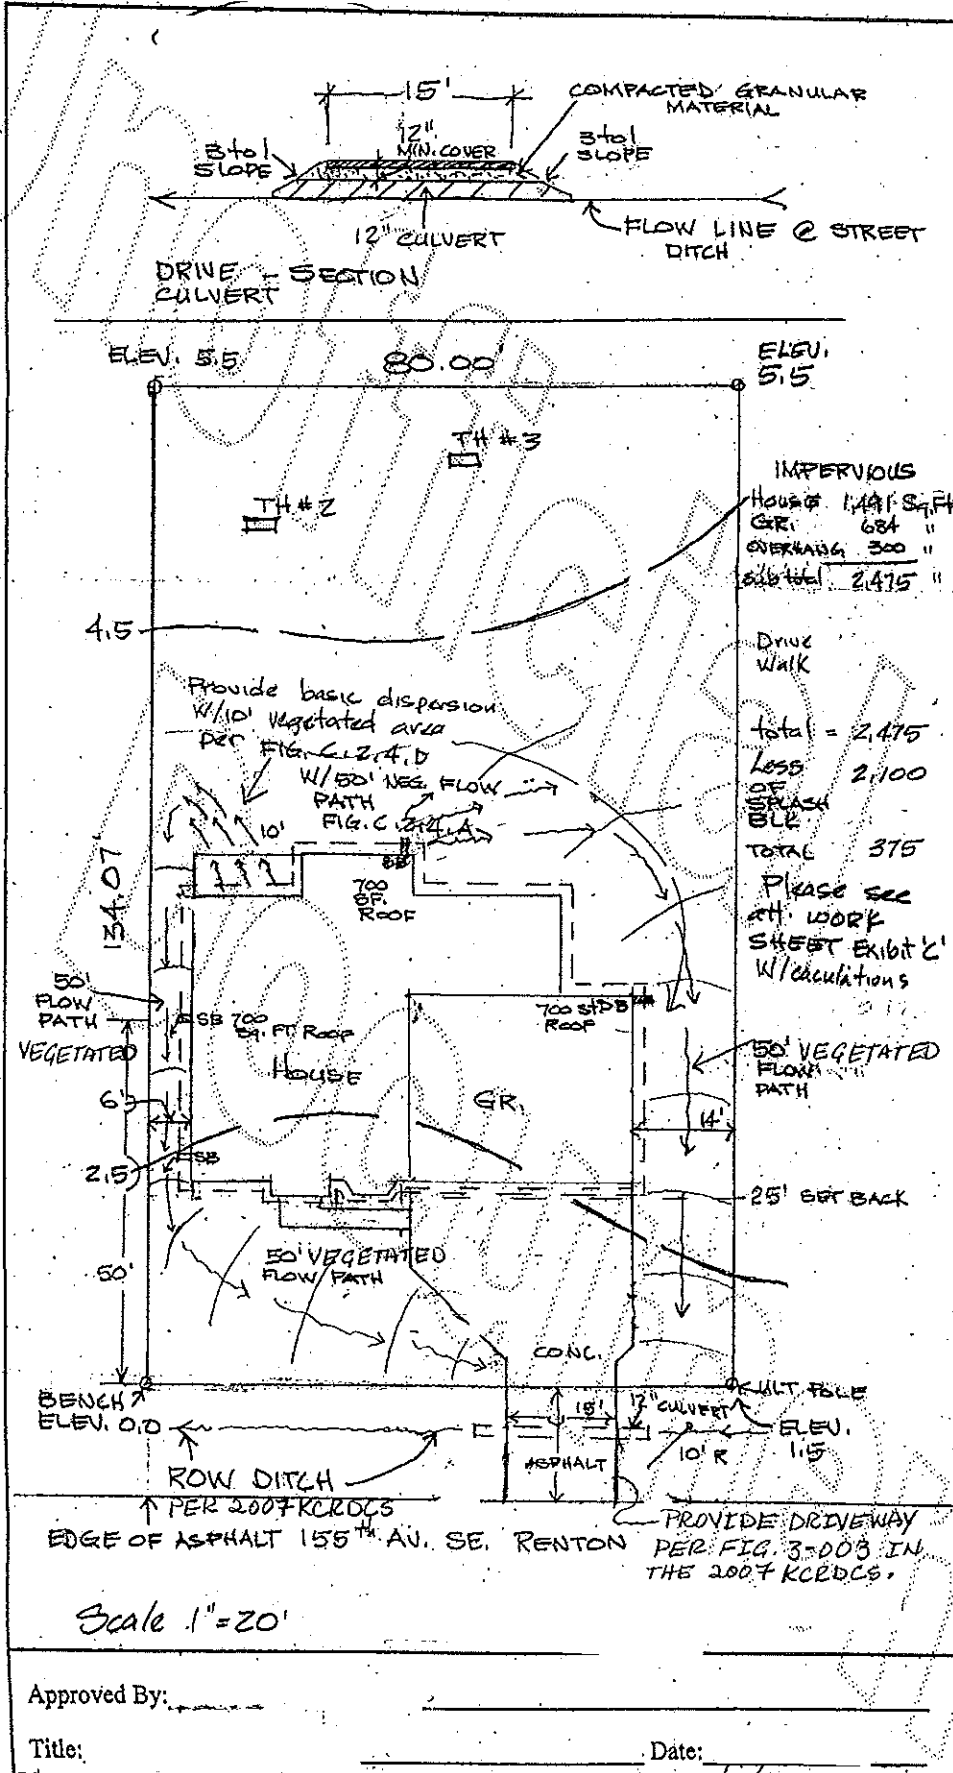 15'
COMPACTED GRANULAR
MATERIAL
12"
MIN. COVER
3 to 1
SLOPE
3 to 1
SLOPE
12" CULVERT
FLOW LINE @ STREET
DITCH
DRIVE - SECTION
CULVERT
ELEV. 5.5
80.00'
ELEV.
5.5
TH #3
TH #2
IMPERVIOUS
House 1,491 Sq. Ft
GR. 684 "
OVERHANG 300 "
Subtotal 2,475 "
4.5
Drive
Walk
Provide basic dispersion
W/10' vegetated area
per FIG. C.2.4.D
W/50' NEG. FLOW
PATH
FIG. C.2.4.A
total = 2,475
Less 2,100
OF
SPLASH
BLK
TOTAL 375
10'
SB
700
SF.
ROOF
134.07'
Please see
att. WORK
SHEET Exibit 'C'
W/caculations
50'
FLOW
PATH
VEGETATED
SB 700
Sq. FT ROOF
700
ROOF
House
GR.
50' VEGETATED
FLOW
PATH
6'
14'
2.5
SB
25' SET BACK
50' VEGETATED
FLOW PATH
50'
CONC.
BENCH
ELEV. 0.0
15'
12" CULVERT
ULT POLE
ELEV.
1.5
10' R
ASPHALT
ROW DITCH
PER 2007 KCRDCS
EDGE OF ASPHALT 155th AV. SE. RENTON
PROVIDE DRIVEWAY
PER FIG. 3-003 IN
THE 2007 KCRDCS.
Scale 1"=20'
Approved By:
Title:
Date: